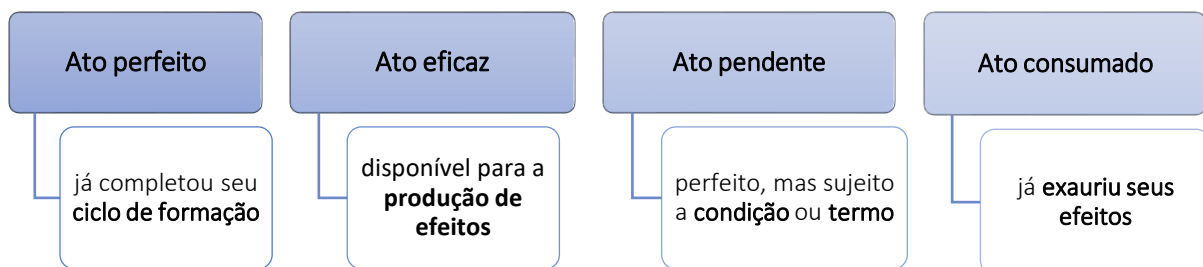 Ato perfeito
já completou seu
ciclo de formação
Ato eficaz
disponível para a
produção de
efeitos
Ato pendente
perfeito, mas sujeito
a condição ou termo
Ato consumado
já exauriu seus
efeitos